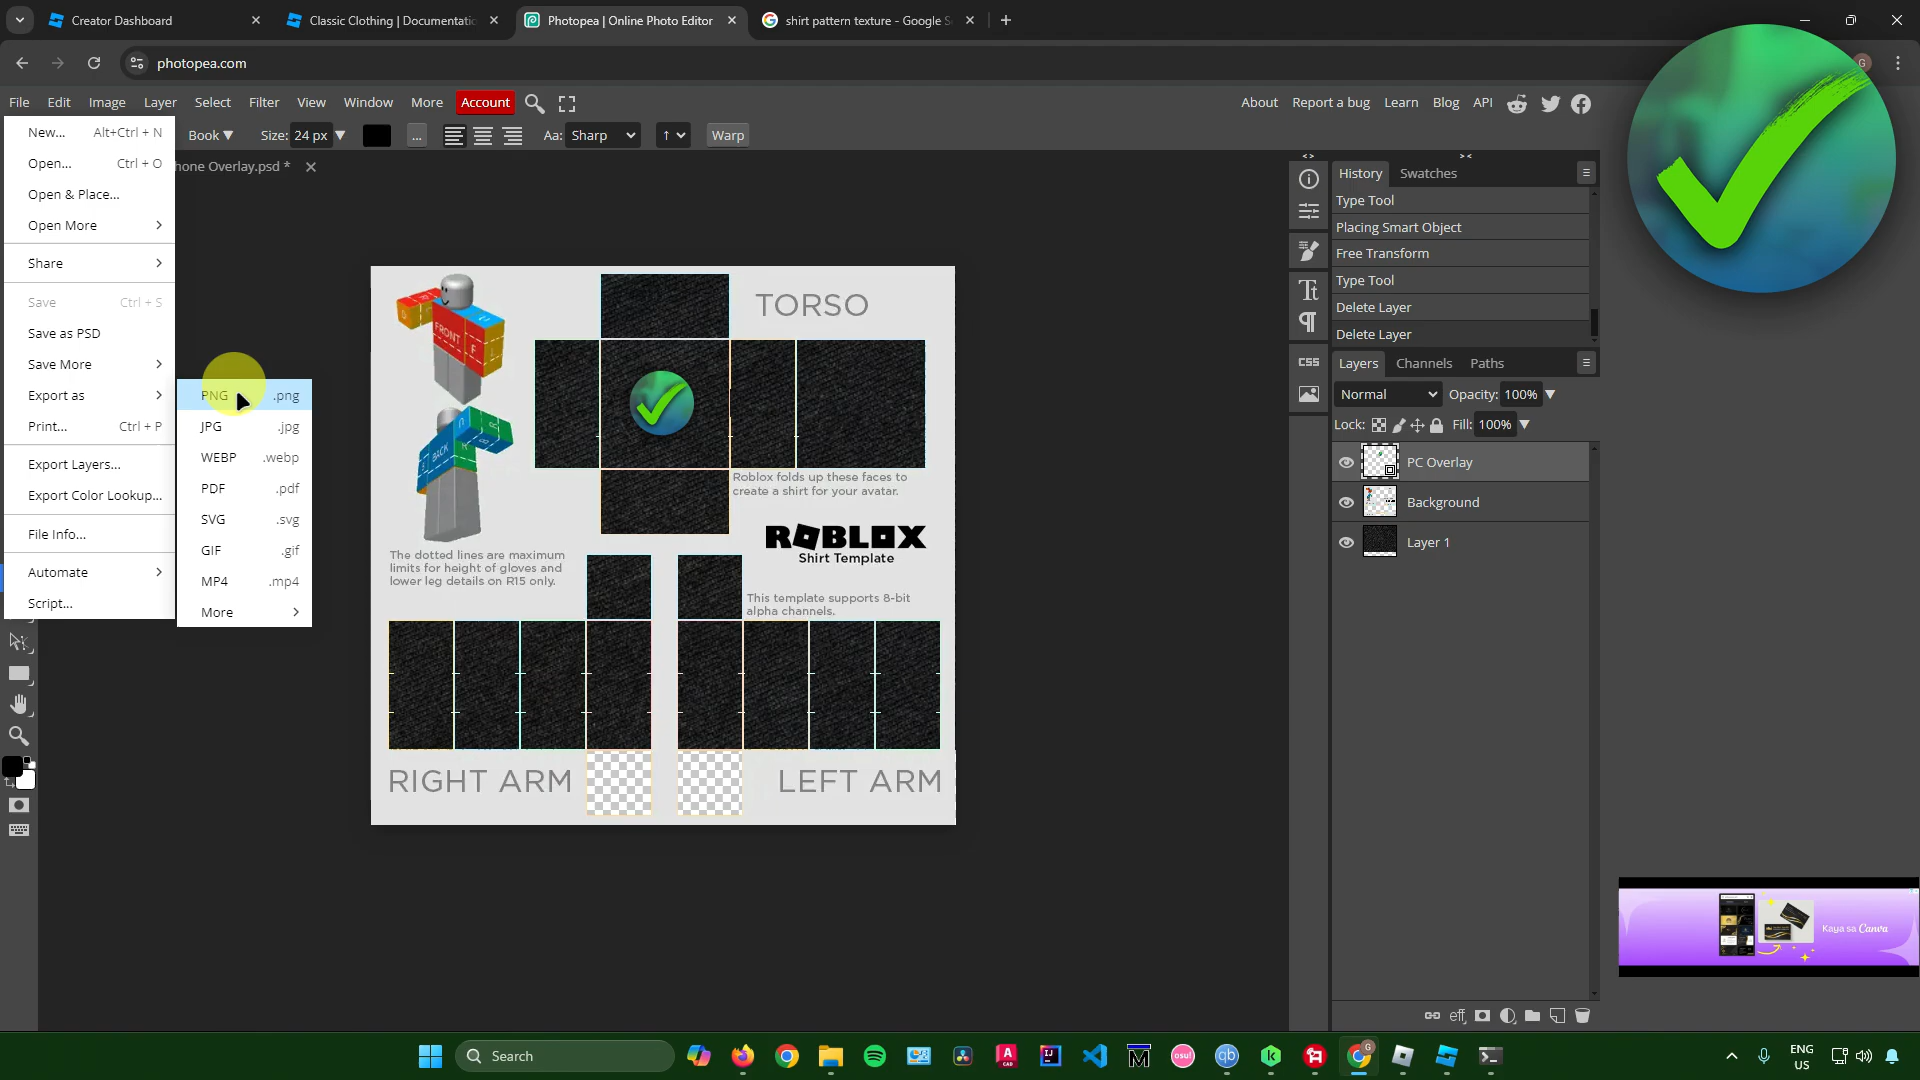 Creator Dashboard
Classic Clothing | Documentatio
Photopea | Online Photo Editor
shirt pattern texture - Google S
photopea.com
G
File Edit Image Layer Select Filter View Window More Account
About Report a bug Learn Blog API
Book Size: 24 px ... Aa: Sharp Warp
hone Overlay.psd *
New... Alt+Ctrl + N
Open... Ctrl + O
Open & Place...
Open More
Share
Save Ctrl + S
Save as PSD
Save More
Export as
Print... Ctrl + P
Export Layers...
Export Color Lookup...
File Info...
Automate
Script...
PNG .png
JPG .jpg
WEBP .webp
PDF .pdf
SVG .svg
GIF .gif
MP4 .mp4
More
TORSO
FRONT
BACK
Roblox folds up these faces to
create a shirt for your avatar.
ROBLOX
Shirt Template
The dotted lines are maximum
limits for height of gloves and
lower leg details on R15 only.
This template supports 8-bit
alpha channels.
RIGHT ARM
LEFT ARM
CSS
History Swatches
Type Tool
Placing Smart Object
Free Transform
Type Tool
Delete Layer
Delete Layer
Layers Channels Paths
Normal Opacity: 100%
Lock: Fill: 100%
PC Overlay
Background
Layer 1
eff
Kaya sa Canva
Search
ENG
US